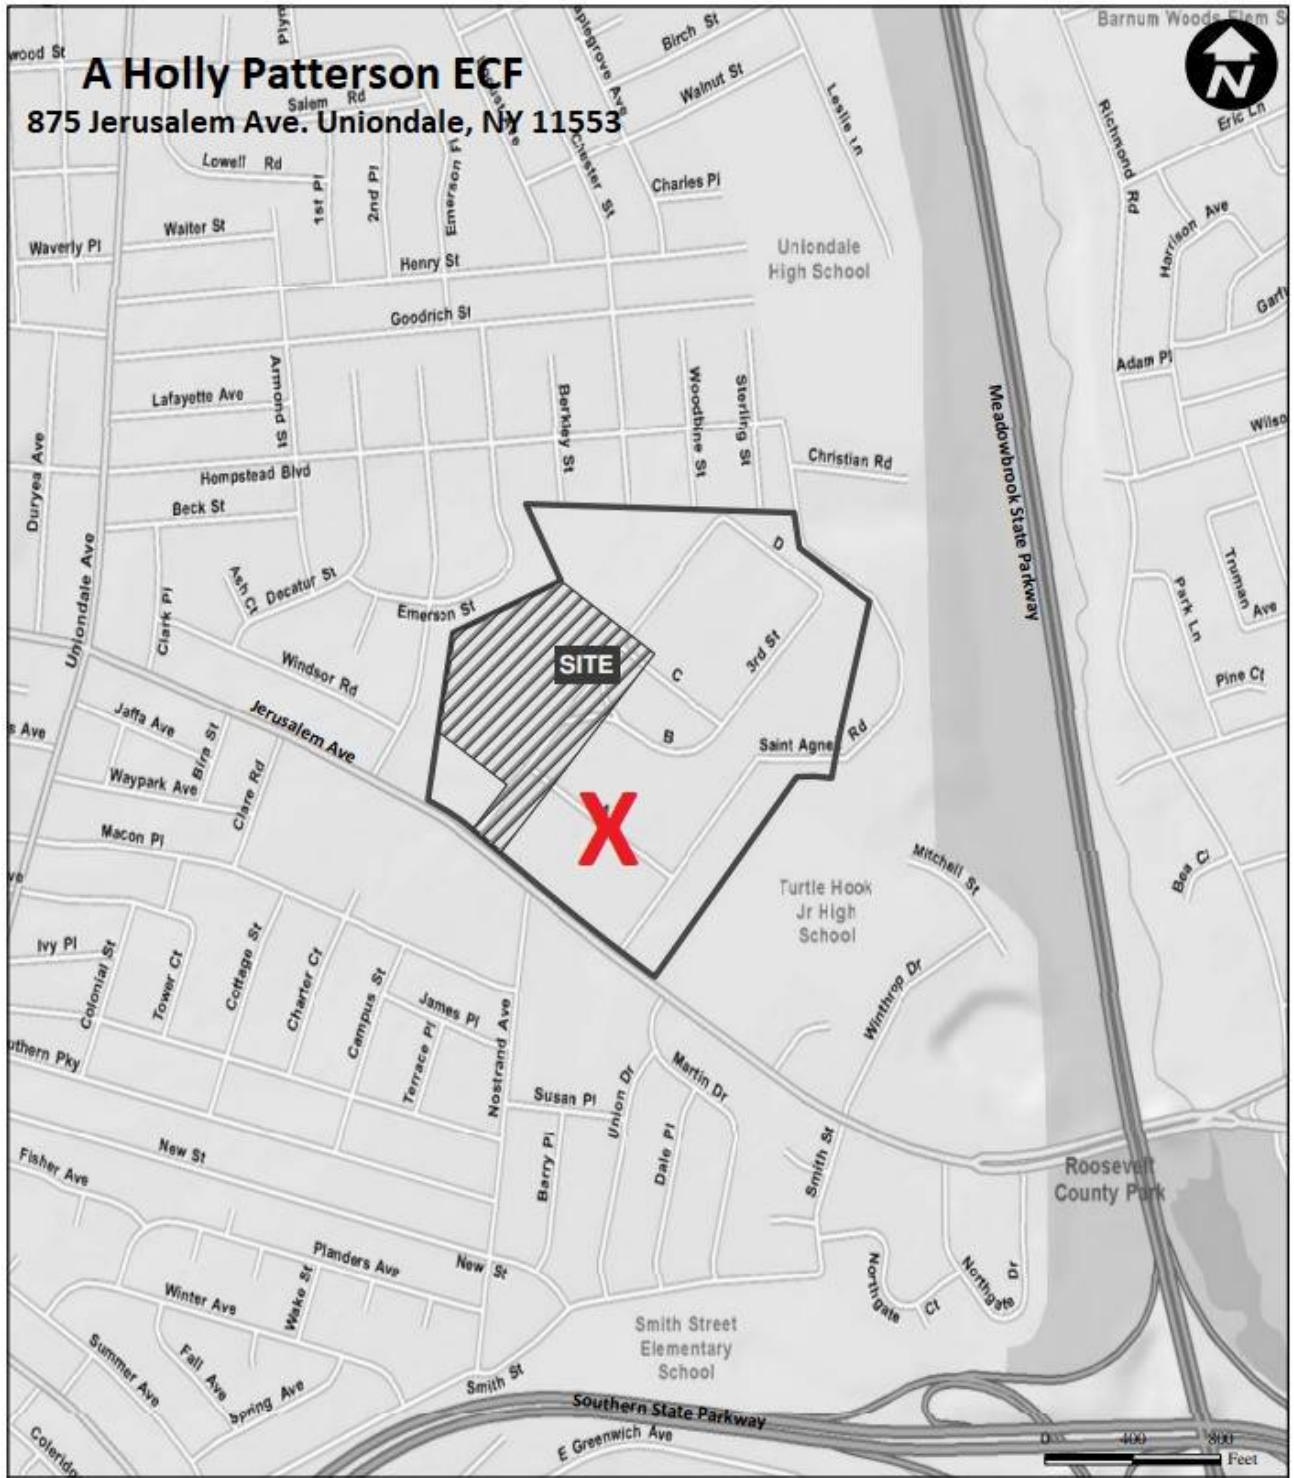 Barnum Woods Elem S
wood St
A Holly Patterson ECF
Birch St
Walnut St
Salem Rd
875 Jerusalem Ave. Uniondale, NY 11553
N
Eric Ln
Leslie Ln
Richmond Rd
Lowell Rd
1st Pl
2nd Pl
Emerson Pl
Chester St
Charles Pl
Harrison Ave
Walter St
Waverly Pl
Henry St
Uniondale
High School
Goodrich St
Adam Pl
Armond St
Lafayette Ave
Berkley St
Woodbine St
Sterling St
Meadowbrook State Parkway
Wilso
Duryea Ave
Hempstead Blvd
Christian Rd
Beck St
D
Uniondale Ave
Clark Pl
Ash Ct
Decatur St
Emerson St
Truman Ave
Park Ln
SITE
3rd St
C
Windsor Rd
Pine Ct
B
Jerusalem Ave
Jaffa Ave
s Ave
Saint Agne Rd
Waypark Ave
Clare Rd
X
Macon Pl
Mitchell St
Bea Ct
Turtle Hook
Jr High
School
Ivy Pl
Colonial St
Tower Ct
Cottage St
Charter Ct
Campus St
James Pl
Terrace Pl
Nostrand Ave
Winthrop Dr
uthern Pky
Martin Dr
Susan Pl
Union Dr
Barry Pl
Dale Pl
Smith St
New St
Fisher Ave
Roosevelt
County Park
Planders Ave
New St
Northgate Ct
Northgate Dr
Winter Ave
Wake St
Smith Street
Elementary
School
Summer Ave
Fall Ave
Spring Ave
Smith St
Southern State Parkway
E Greenwich Ave
0 400 800
Feet